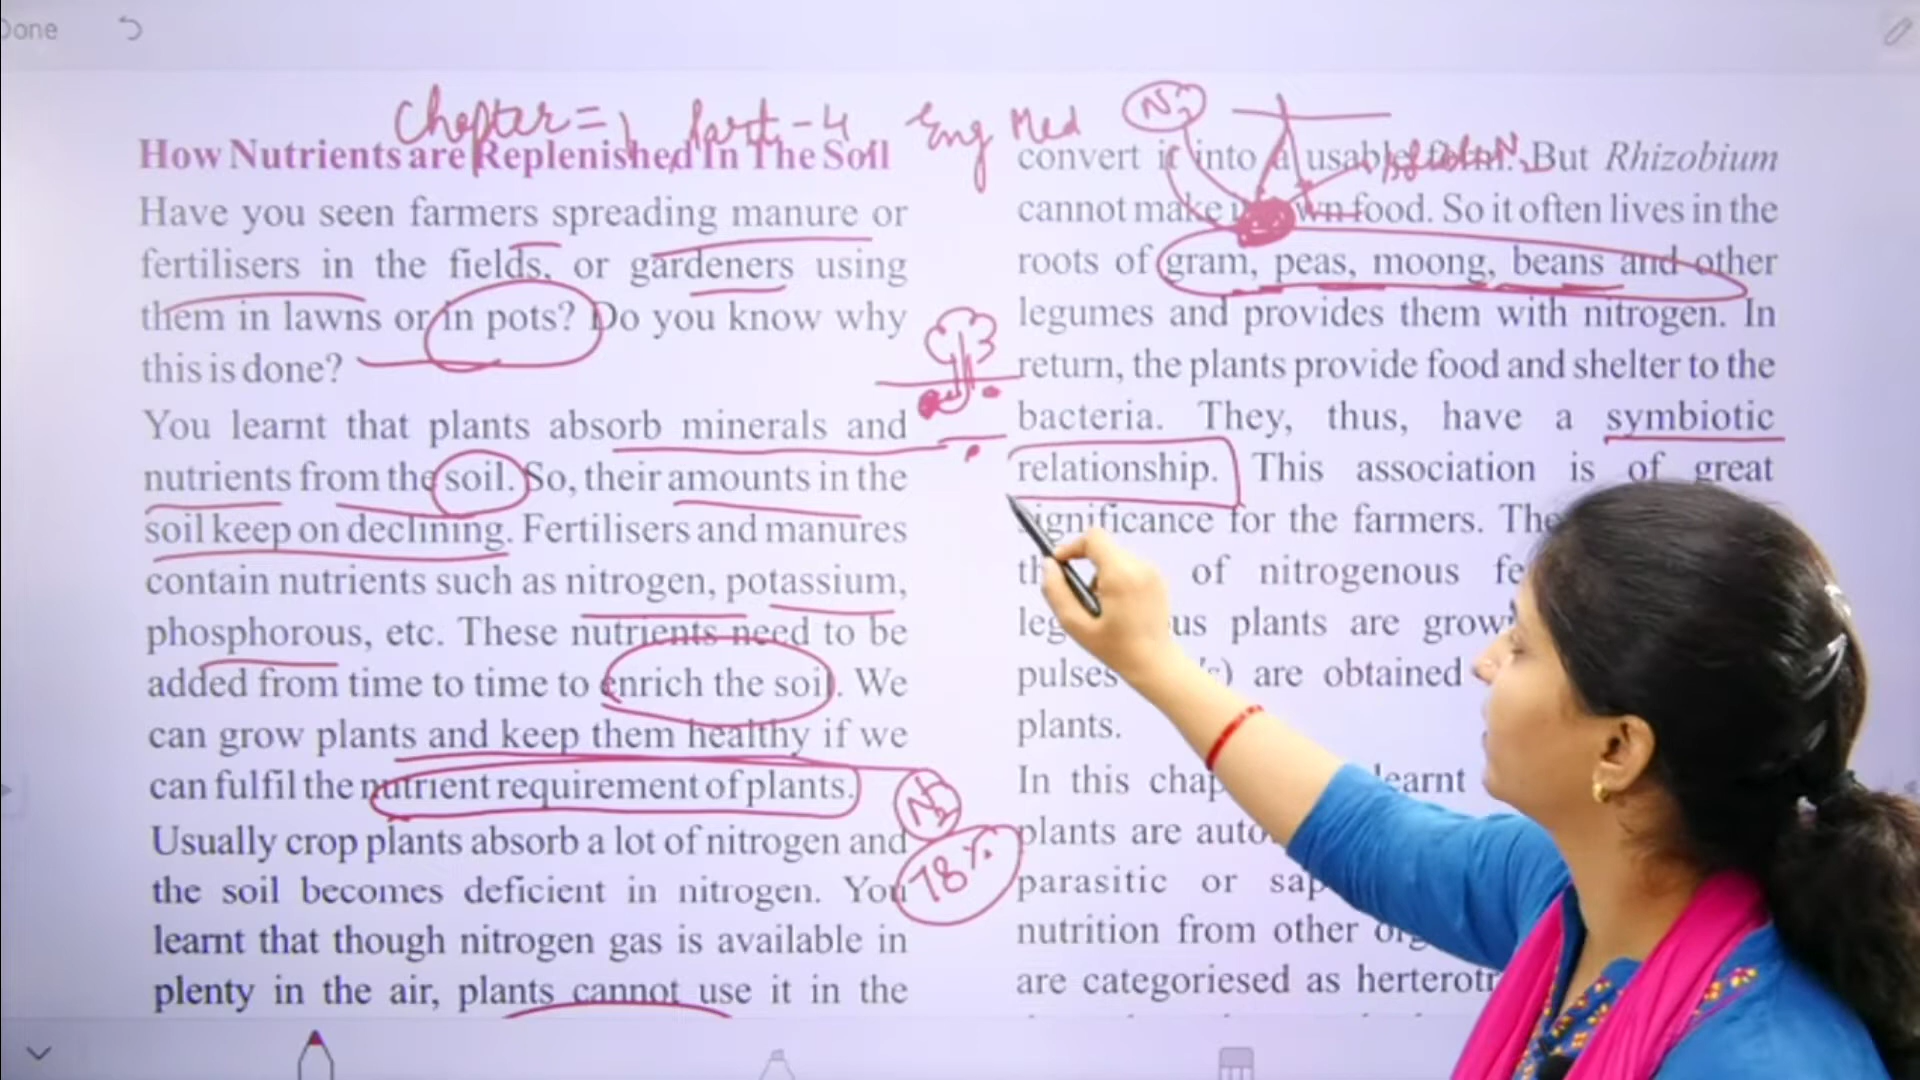 Done
Chapter = 1 Part - 4 Eng Med
How Nutrients are Replenished In The Soil
Have you seen farmers spreading manure or
fertilisers in the fields, or gardeners using
them in lawns or in pots? Do you know why
this is done?
You learnt that plants absorb minerals and
nutrients from the soil. So, their amounts in the
soil keep on declining. Fertilisers and manures
contain nutrients such as nitrogen, potassium,
phosphorous, etc. These nutrients need to be
added from time to time to enrich the soil. We
can grow plants and keep them healthy if we
can fulfil the nutrient requirement of plants.
Usually crop plants absorb a lot of nitrogen and
the soil becomes deficient in nitrogen. You
learnt that though nitrogen gas is available in
plenty in the air, plants cannot use it in the
N2
78%
N2
convert it into a usable form. But Rhizobium
cannot make its own food. So it often lives in the
roots of gram, peas, moong, beans and other
legumes and provides them with nitrogen. In
return, the plants provide food and shelter to the
bacteria. They, thus, have a symbiotic
relationship. This association is of great
significance for the farmers. The
of nitrogenous
plants are grow
pulses are obtained
plants.
In this chap learnt
plants are auto
parasitic or sap
nutrition from other org
are categoriesed as herterotr